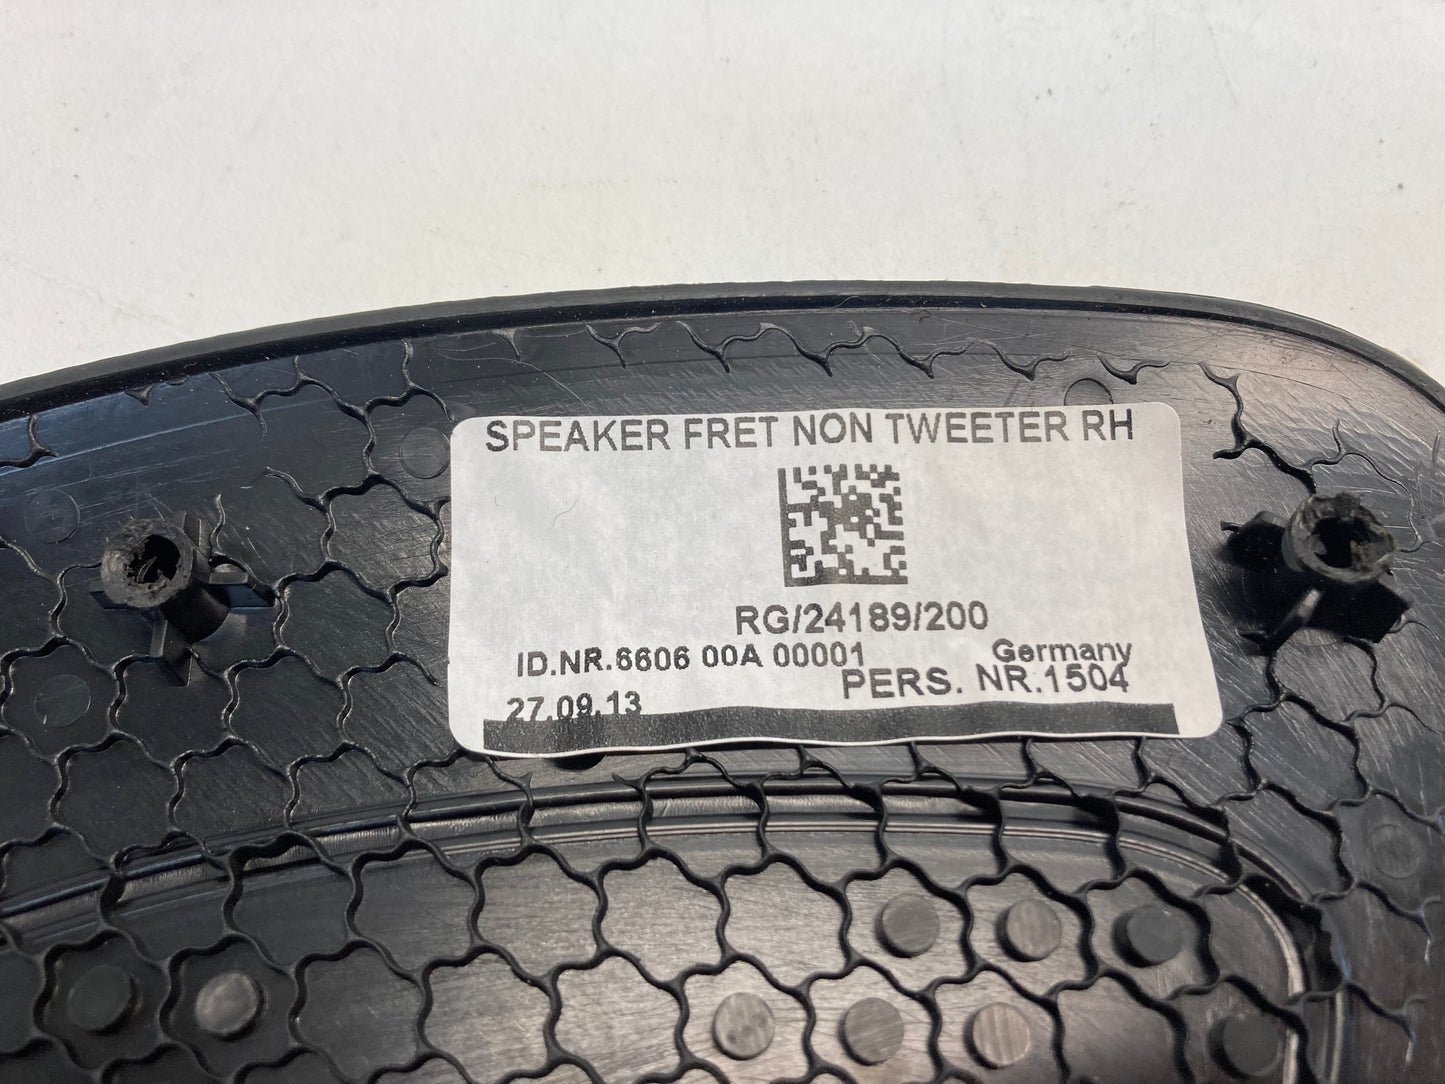 SPEAKER FRET NON TWEETER RH
RG/24189/200
ID.NR.6606 00A 00001
Germany
PERS. NR.1504
27.09.13